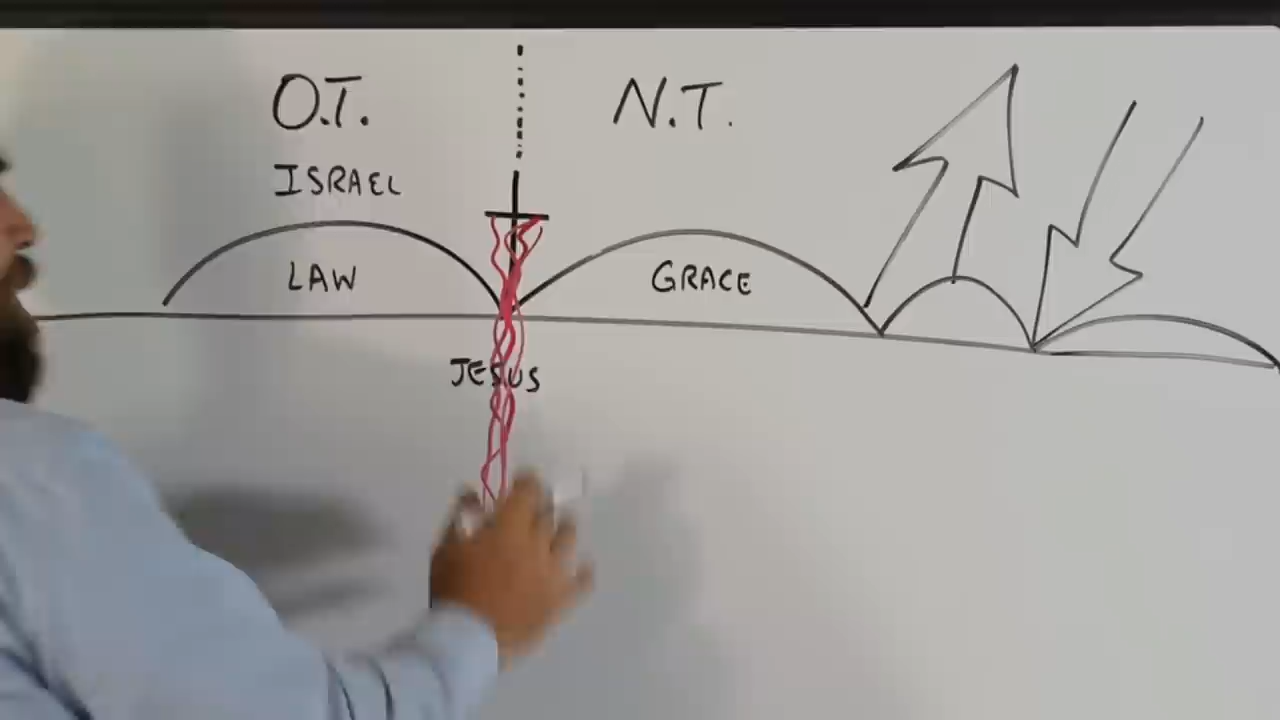 O.T.
N.T.
ISRAEL
LAW
GRACE
JESUS